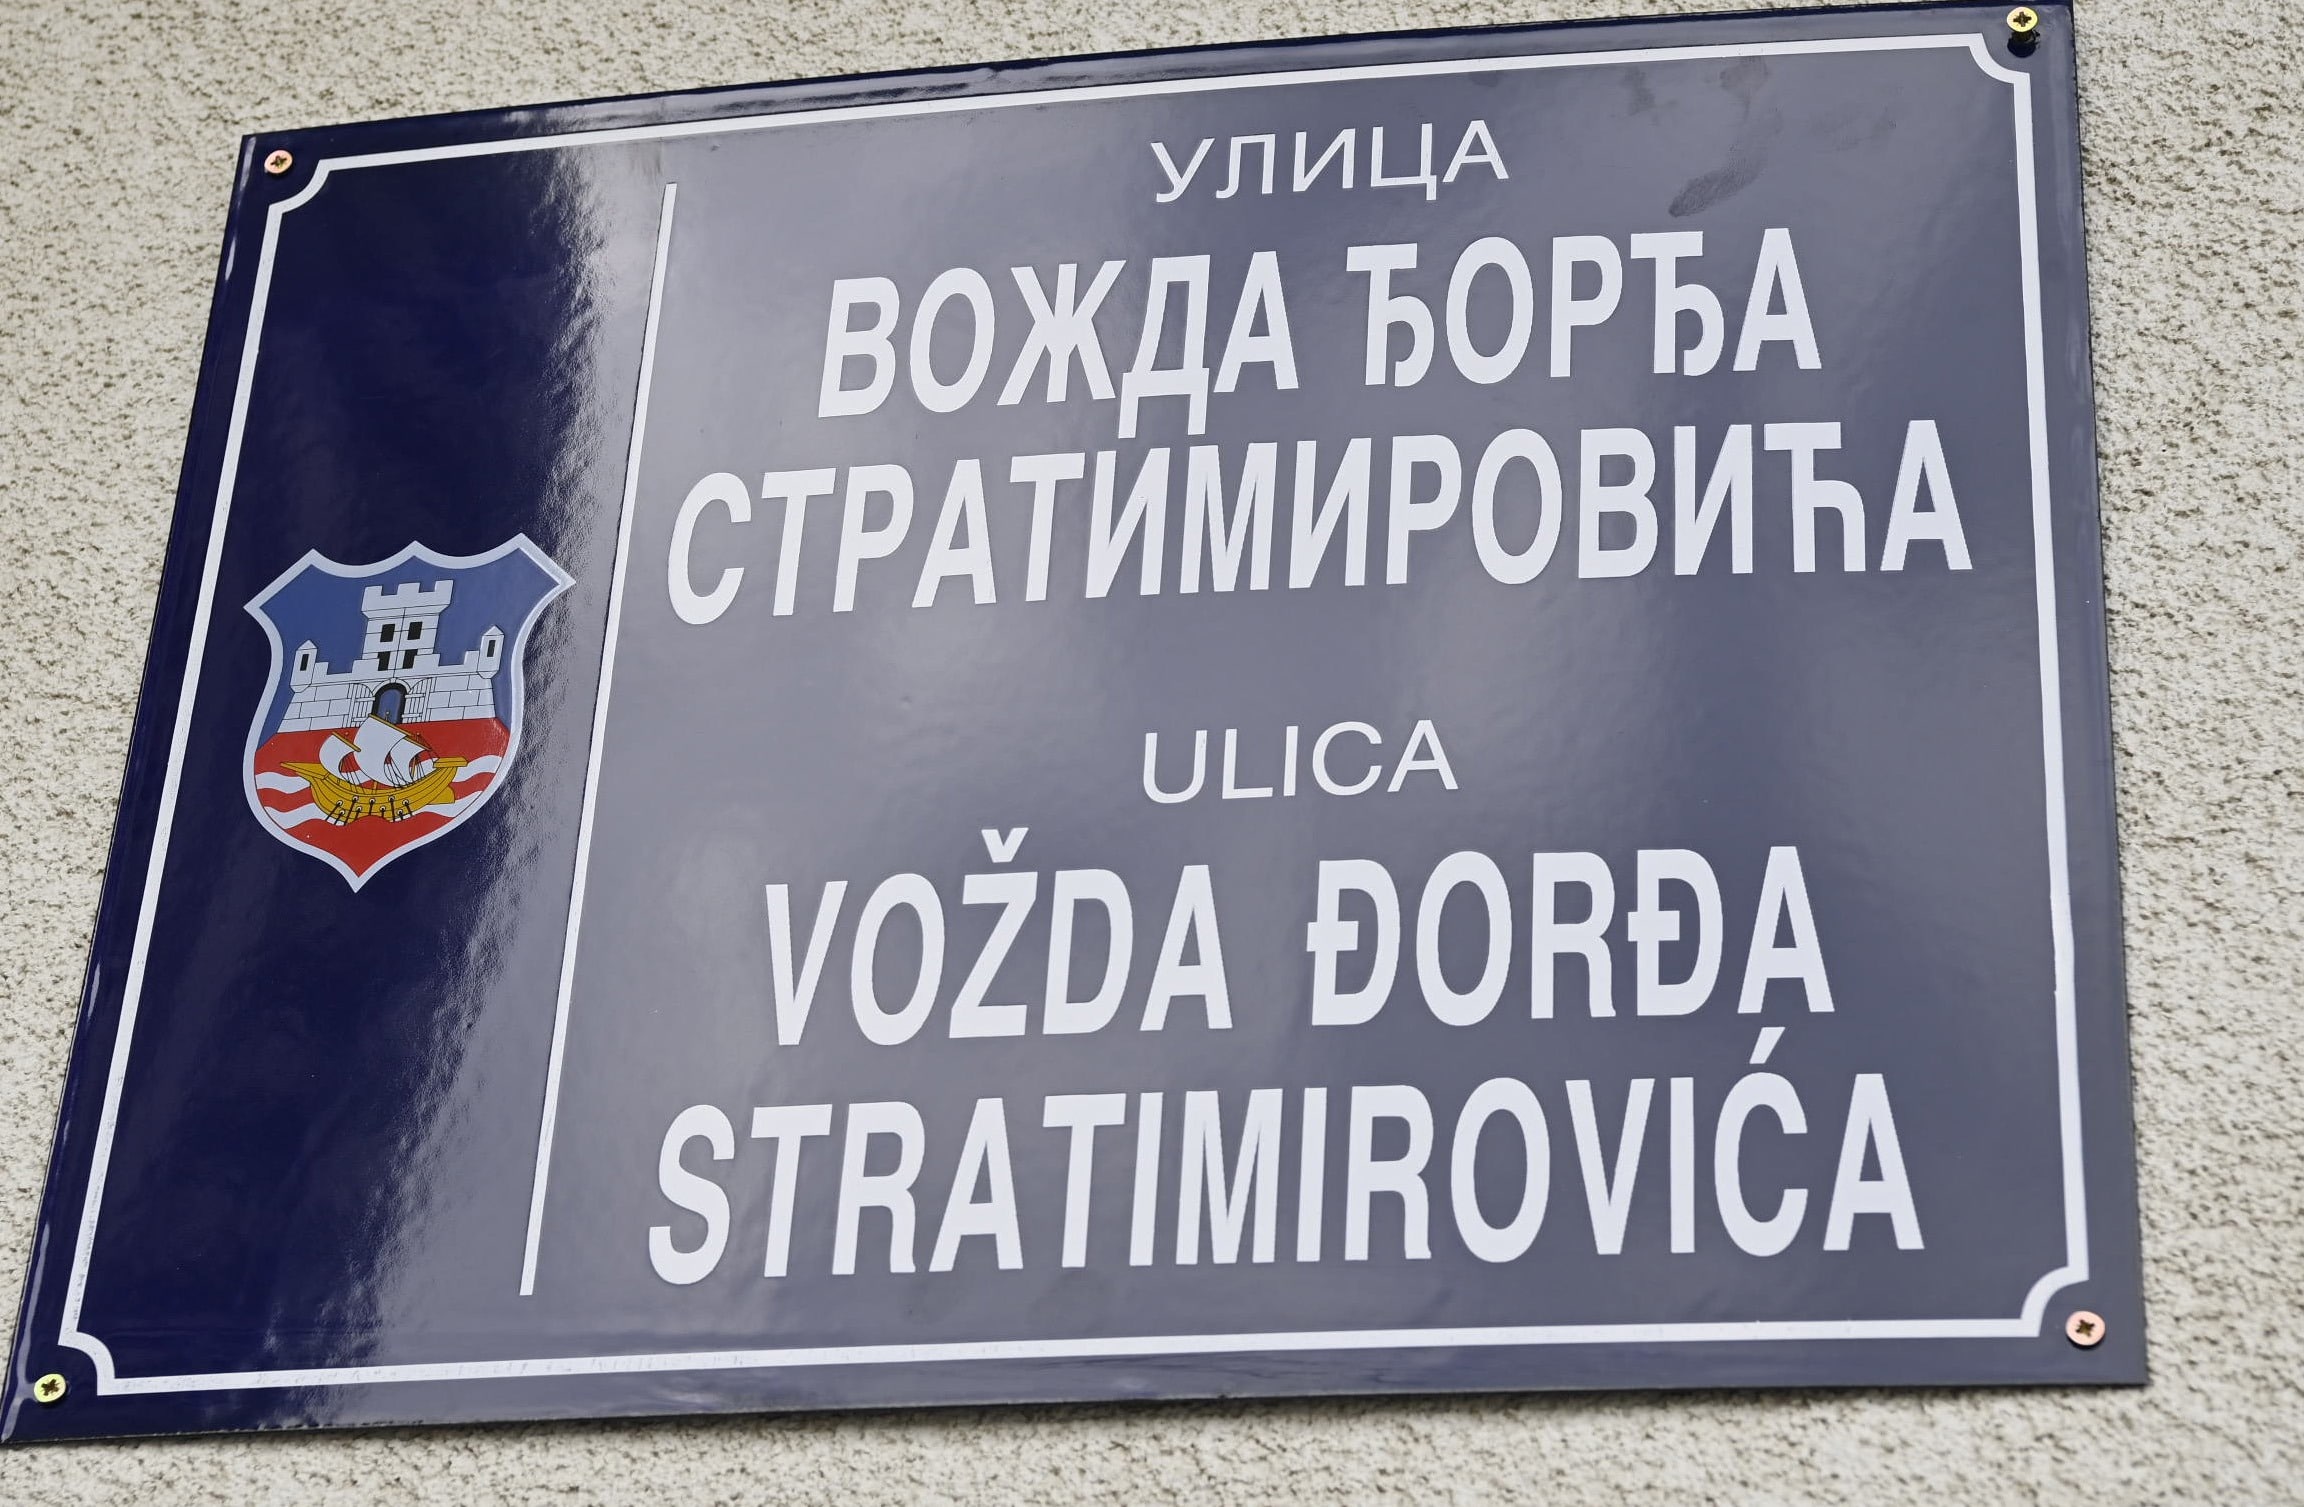 УЛИЦА
ВОЖДА ЂОРЂА
СТРАТИМИРОВИЋА
ULICA
VOŽDA ĐORĐA
STRATIMIROVIĆA